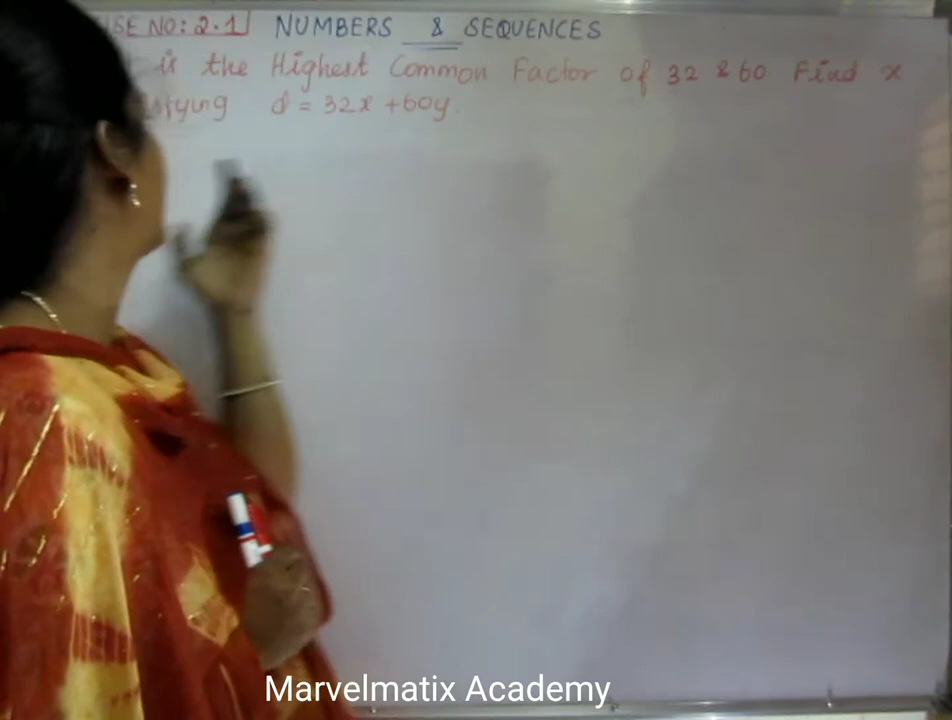 SE NO: 2.1 NUMBERS & SEQUENCES
is the Highest Common Factor of 32 & 60 Find x
fying d = 32x + 60y.
Marvelmatix Academy